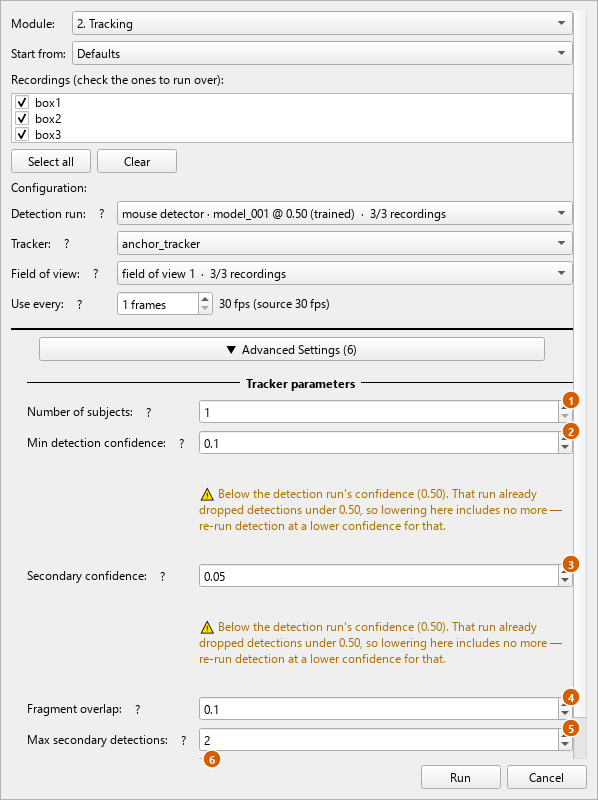 Module: 2. Tracking
Start from: Defaults
Recordings (check the ones to run over):
box1
box2
box3
Select all Clear
Configuration:
Detection run: ? mouse detector · model_001 @ 0.50 (trained) · 3/3 recordings
Tracker: ? anchor_tracker
Field of view: ? field of view 1 · 3/3 recordings
Use every: ? 1 frames 30 fps (source 30 fps)
▼ Advanced Settings (6)
Tracker parameters
1
Number of subjects: ? 1
2
Min detection confidence: ? 0.1
Below the detection run's confidence (0.50). That run already
dropped detections under 0.50, so lowering here includes no more —
re-run detection at a lower confidence for that.
3
Secondary confidence: ? 0.05
Below the detection run's confidence (0.50). That run already
dropped detections under 0.50, so lowering here includes no more —
re-run detection at a lower confidence for that.
4
Fragment overlap: ? 0.1
5
Max secondary detections: ? 2
6
Run Cancel